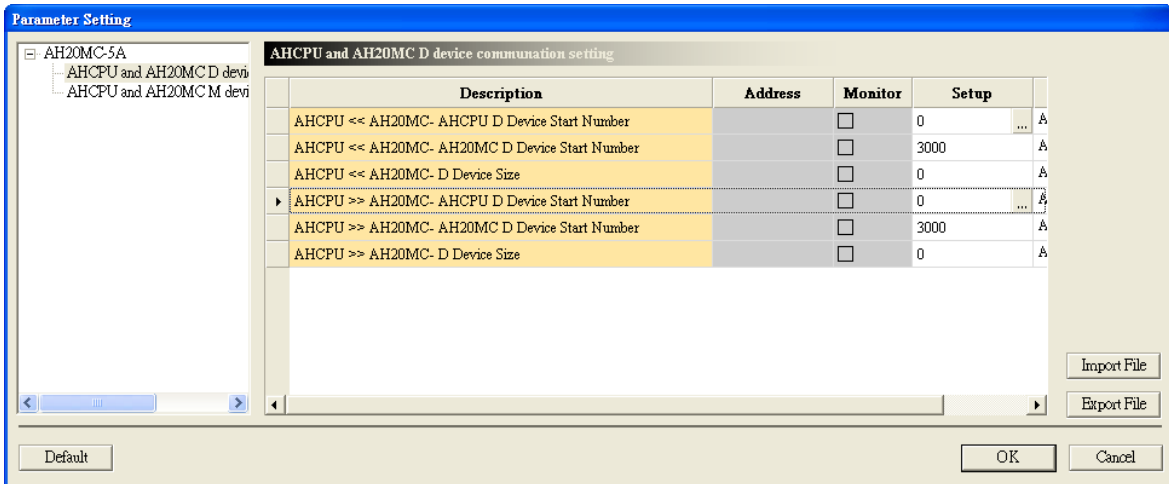 Parameter Setting
AH20MC-5A
AHCPU and AH20MC D devi
AHCPU and AH20MC M devi
AHCPU and AH20MC D device communation setting
Description Address Monitor Setup
AHCPU << AH20MC- AHCPU D Device Start Number 0 ... A
AHCPU << AH20MC- AH20MC D Device Start Number 3000 A
AHCPU << AH20MC- D Device Size 0 A
AHCPU >> AH20MC- AHCPU D Device Start Number 0 ... A
AHCPU >> AH20MC- AH20MC D Device Start Number 3000 A
AHCPU >> AH20MC- D Device Size 0 A
Import File
Export File
Default OK Cancel